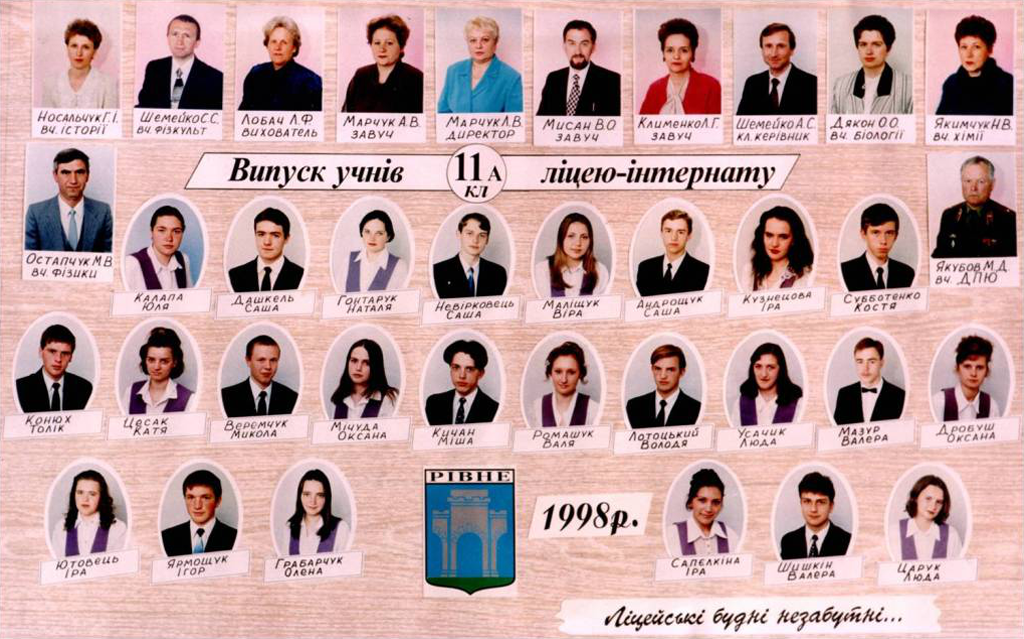 Носальчук Г.І.
вч. історії
Шемейко С.С.
вч. фізкульт
Лобач Л.Ф.
вихователь
Марчук А.В.
завуч
Марчук Л.В.
директор
Мисан В.О.
завуч
Клименко Л.Г.
завуч
Шемейко А.С.
кл. керівник
Дякон О.О.
вч. біології
Якимчук Н.В.
вч. хімії
Остапчук М.В.
вч. фізики
Випуск учнів 11 А ліцею-інтернату
кл
Якубов М.Д.
вч. ДПЮ
Калапа
Юля
Дашкель
Саша
Гонтарук
Наталя
Невірковець
Саша
Маліщук
Віра
Андрощук
Саша
Кузнєцова
Іра
Субботенко
Костя
Конюх
Толік
Цесак
Катя
Веремчук
Микола
Мічуда
Оксана
Кичан
Міша
Ромашук
Валя
Лотоцький
Володя
Усачик
Люда
Мазур
Валера
Дробуш
Оксана
Ютовець
Іра
Ярмощук
Ігор
Грабарчук
Олена
РІВНЕ
1998р.
Сапєлкіна
Іра
Шишкін
Валера
Царук
Люда
Ліцейські будні незабутні...